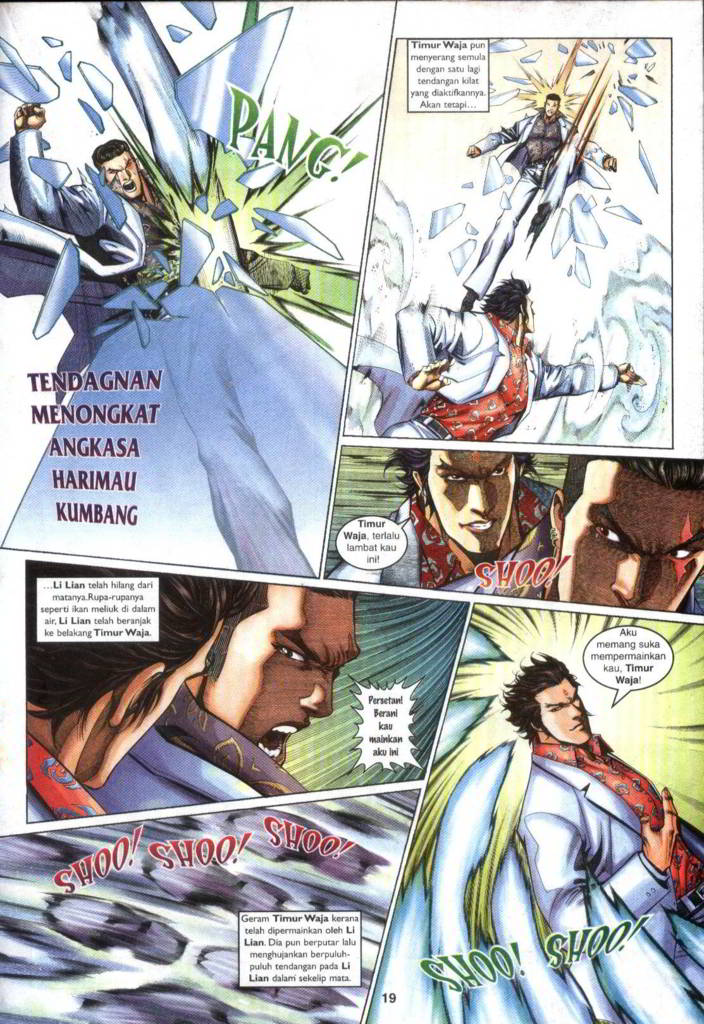 PANG!
TENDAGNAN
MENONGKAT
ANGKASA
HARIMAU
KUMBANG
Timur Waja pun
menyerang semula
dengan satu lagi
tendangan kilat
yang diaktifkannya.
Akan tetapi...
Timur
Waja, terlalu
lambat kau
ini!
SHOO!
...Li Lian telah hilang dari
matanya.Rupa-rupanya
seperti ikan meliuk di dalam
air, Li Lian telah beranjak
ke belakang Timur Waja.
Persetan!
Berani
kau
mainkan
aku ini
Aku
memang suka
mempermainkan
kau, Timur
Waja!
SHOO! SHOO! SHOO!
Geram Timur Waja kerana
telah dipermainkan oleh Li
Lian. Dia pun berputar lalu
menghujankan berpuluh-
puluh tendangan pada Li
Lian dalam sekelip mata.
SHOO! SHOO!
19